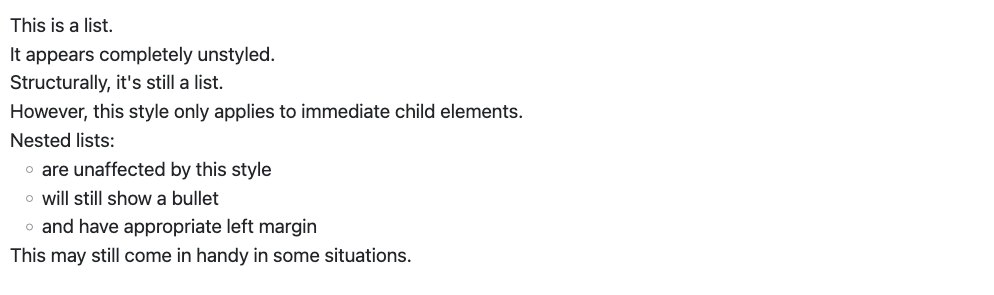 This is a list.
It appears completely unstyled.
Structurally, it's still a list.
However, this style only applies to immediate child elements.
Nested lists:
◦ are unaffected by this style
◦ will still show a bullet
◦ and have appropriate left margin
This may still come in handy in some situations.